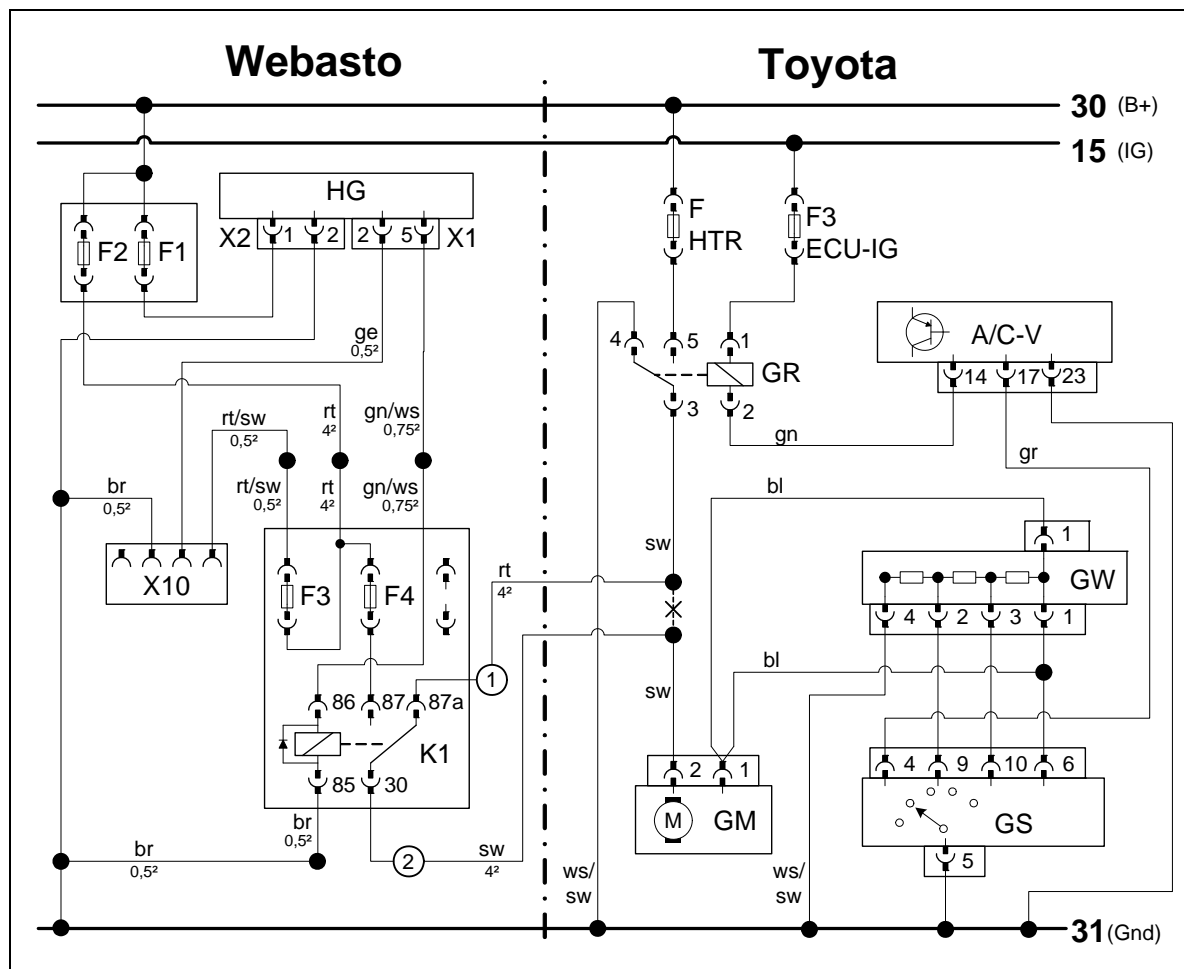 Webasto
Toyota
30 (B+)
15 (IG)
HG
X2 1 2 2 5 X1
F2 F1
F
HTR
F3
ECU-IG
A/C-V
14 17 23
4 5 1
GR
3 2
gn
gr
ge
0,5²
rt/sw
0,5²
rt
4²
gn/ws
0,75²
rt/sw
0,5²
rt
4²
gn/ws
0,75²
br
0,5²
X10
F3 F4
rt
4²
1
sw
bl
1
GW
4 2 3 1
bl
sw
86 87 87a
K1
85 30
2 1
M GM
4 9 10 6
GS
5
br
0,5²
br
0,5²
2
sw
4²
ws/
sw
ws/
sw
31 (Gnd)